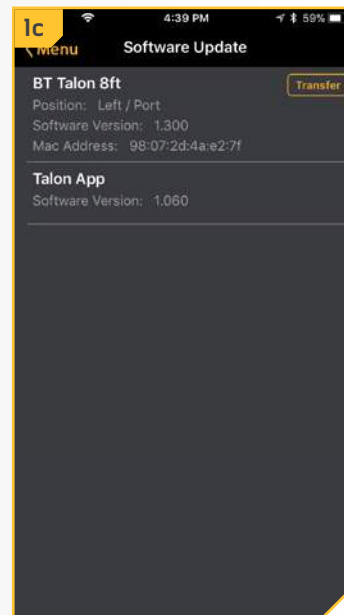 1c
4:39 PM
59%
Menu
Software Update
BT Talon 8ft
Transfer
Position: Left / Port
Software Version: 1.300
Mac Address: 98:07:2d:4a:e2:7f
Talon App
Software Version: 1.060